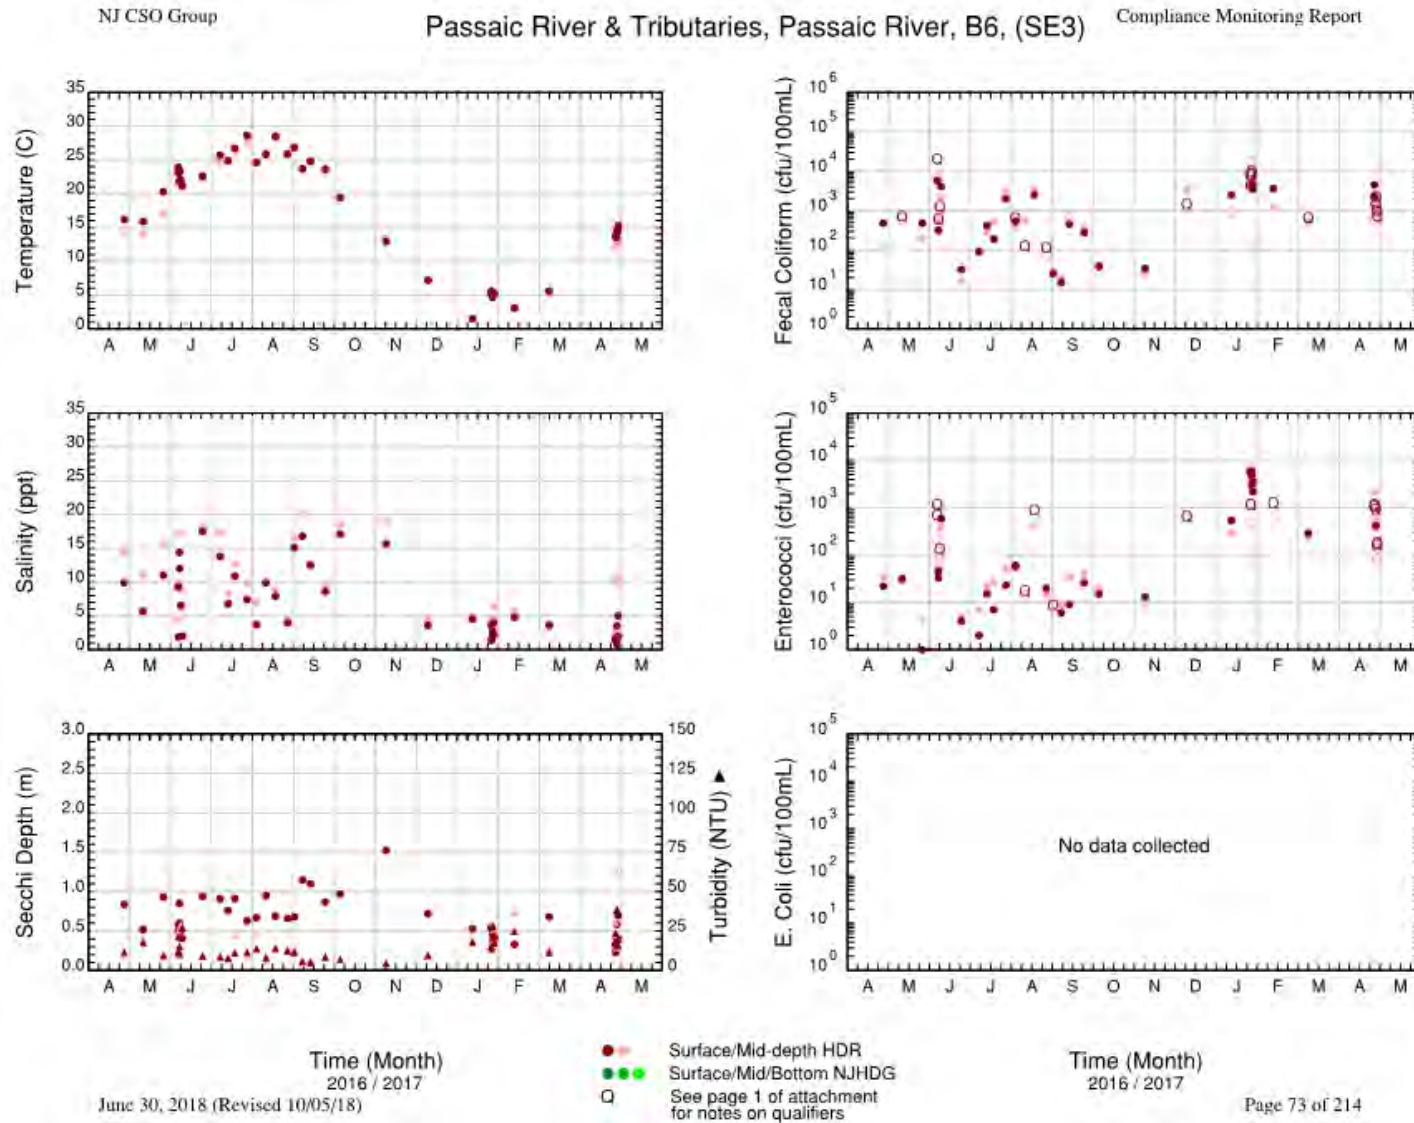 NJ CSO Group
Passaic River & Tributaries, Passaic River, B6, (SE3)
Compliance Monitoring Report
Temperature (C)
35
30
25
20
15
10
5
0
A M J J A S O N D J F M A M
Fecal Coliform (cfu/100mL)
10^6
10^5
10^4
10^3
10^2
10^1
10^0
A M J J A S O N D J F M A M
Salinity (ppt)
35
30
25
20
15
10
5
0
A M J J A S O N D J F M A M
Enterococci (cfu/100mL)
10^5
10^4
10^3
10^2
10^1
10^0
A M J J A S O N D J F M A M
Secchi Depth (m)
3.0
2.5
2.0
1.5
1.0
0.5
0.0
150
125
100
75
50
25
0
Turbidity (NTU) ▲
A M J J A S O N D J F M A M
E. Coli (cfu/100mL)
10^5
10^4
10^3
10^2
10^1
10^0
No data collected
A M J J A S O N D J F M A M
Time (Month)
2016 / 2017
Surface/Mid-depth HDR
Surface/Mid/Bottom NJHDG
Q See page 1 of attachment
for notes on qualifiers
Time (Month)
2016 / 2017
June 30, 2018 (Revised 10/05/18)
Page 73 of 214